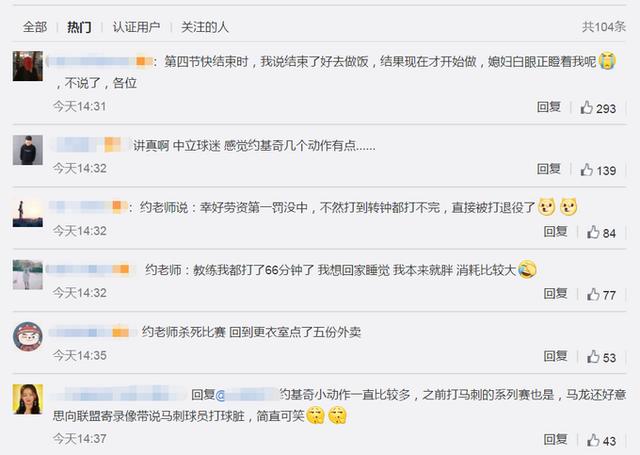 全部 热门 认证用户 关注的人 共104条
：第四节快结束时，我说结束了好去做饭，结果现在才开始做，媳妇白眼正瞪着我呢
，不说了，各位
今天14:31 回复 293
讲真啊 中立球迷 感觉约基奇几个动作有点......
今天14:32 回复 139
：约老师说：幸好劳资第一罚没中，不然打到转钟都打不完，直接被打退役了
今天14:32 回复 84
约老师：教练我都打了66分钟了 我想回家睡觉 我本来就胖 消耗比较大
今天14:32 回复 77
约老师杀死比赛 回到更衣室点了五份外卖
今天14:35 回复 53
回复@ 约基奇小动作一直比较多，之前打马刺的系列赛也是，马龙还好意
思向联盟寄录像带说马刺球员打球脏，简直可笑
今天14:37 回复 43